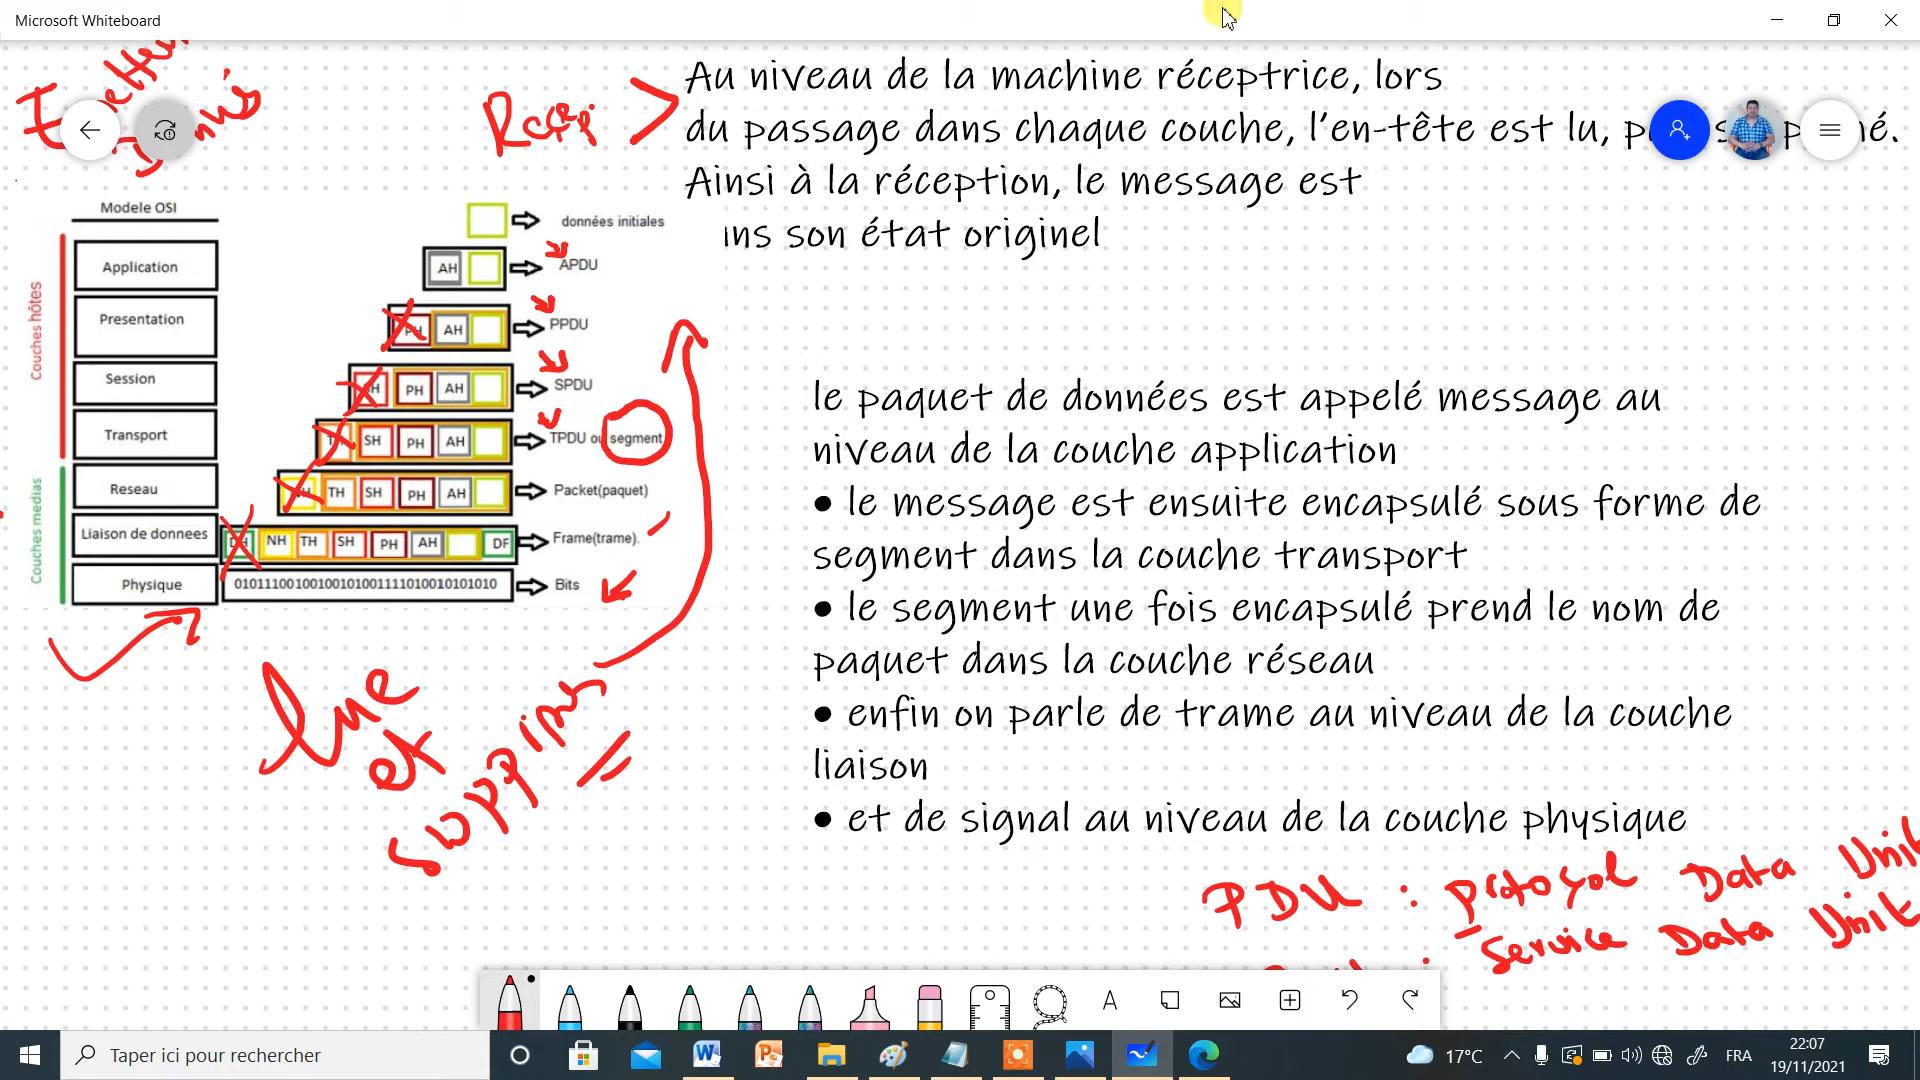 Microsoft Whiteboard
Au niveau de la machine réceptrice, lors
du passage dans chaque couche, l'en-tête est lu,
Ainsi à la réception, le message est
son état originel
Modele OSI
données initiales
Application
AH
APDU
Presentation
AH
PPDU
Session
PH AH
SPDU
Transport
SH PH AH
TPDU ou segment
Reseau
TH SH PH AH
Packet(paquet)
Liaison de donnees
NH TH SH PH AH DF
Frame(trame).
Physique
Bits
Couches hôtes
Couches medias
lue
et
le paquet de données est appelé message au
niveau de la couche application
• le message est ensuite encapsulé sous forme de
segment dans la couche transport
• le segment une fois encapsulé prend le nom de
paquet dans la couche réseau
• enfin on parle de trame au niveau de la couche
liaison
• et de signal au niveau de la couche physique
PDU : Protocol Data Unit
Service Data Unit
Taper ici pour rechercher
17°C
FRA
22:07
19/11/2021